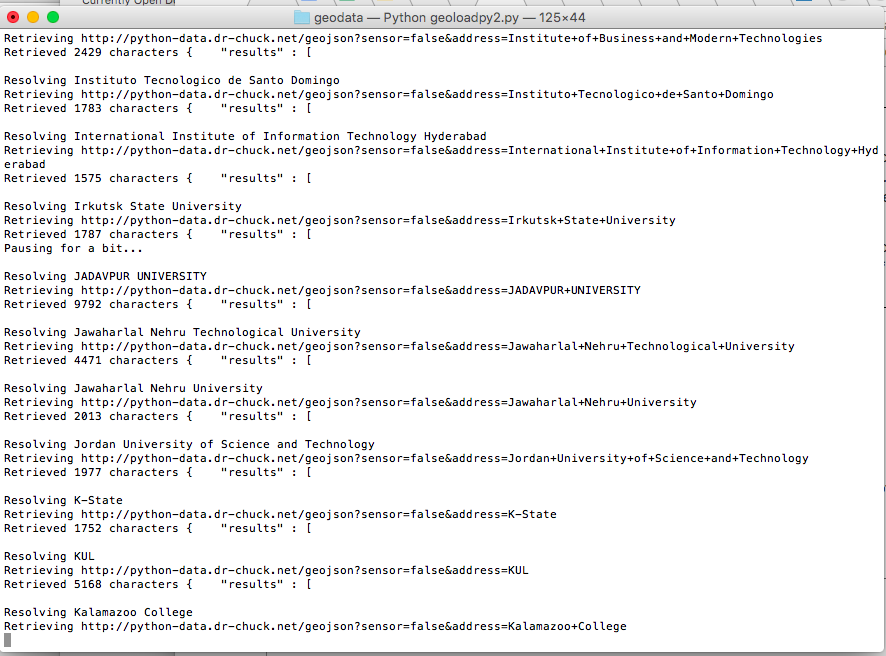 Currently Open Di
geodata — Python geoloadpy2.py — 125×44
Retrieving http://python-data.dr-chuck.net/geojson?sensor=false&address=Institute+of+Business+and+Modern+Technologies
Retrieved 2429 characters {    "results" : [
Resolving Instituto Tecnologico de Santo Domingo
Retrieving http://python-data.dr-chuck.net/geojson?sensor=false&address=Instituto+Tecnologico+de+Santo+Domingo
Retrieved 1783 characters {    "results" : [
Resolving International Institute of Information Technology Hyderabad
Retrieving http://python-data.dr-chuck.net/geojson?sensor=false&address=International+Institute+of+Information+Technology+Hyd
erabad
Retrieved 1575 characters {    "results" : [
Resolving Irkutsk State University
Retrieving http://python-data.dr-chuck.net/geojson?sensor=false&address=Irkutsk+State+University
Retrieved 1787 characters {    "results" : [
Pausing for a bit...
Resolving JADAVPUR UNIVERSITY
Retrieving http://python-data.dr-chuck.net/geojson?sensor=false&address=JADAVPUR+UNIVERSITY
Retrieved 9792 characters {    "results" : [
Resolving Jawaharlal Nehru Technological University
Retrieving http://python-data.dr-chuck.net/geojson?sensor=false&address=Jawaharlal+Nehru+Technological+University
Retrieved 4471 characters {    "results" : [
Resolving Jawaharlal Nehru University
Retrieving http://python-data.dr-chuck.net/geojson?sensor=false&address=Jawaharlal+Nehru+University
Retrieved 2013 characters {    "results" : [
Resolving Jordan University of Science and Technology
Retrieving http://python-data.dr-chuck.net/geojson?sensor=false&address=Jordan+University+of+Science+and+Technology
Retrieved 1977 characters {    "results" : [
Resolving K-State
Retrieving http://python-data.dr-chuck.net/geojson?sensor=false&address=K-State
Retrieved 1752 characters {    "results" : [
Resolving KUL
Retrieving http://python-data.dr-chuck.net/geojson?sensor=false&address=KUL
Retrieved 5168 characters {    "results" : [
Resolving Kalamazoo College
Retrieving http://python-data.dr-chuck.net/geojson?sensor=false&address=Kalamazoo+College